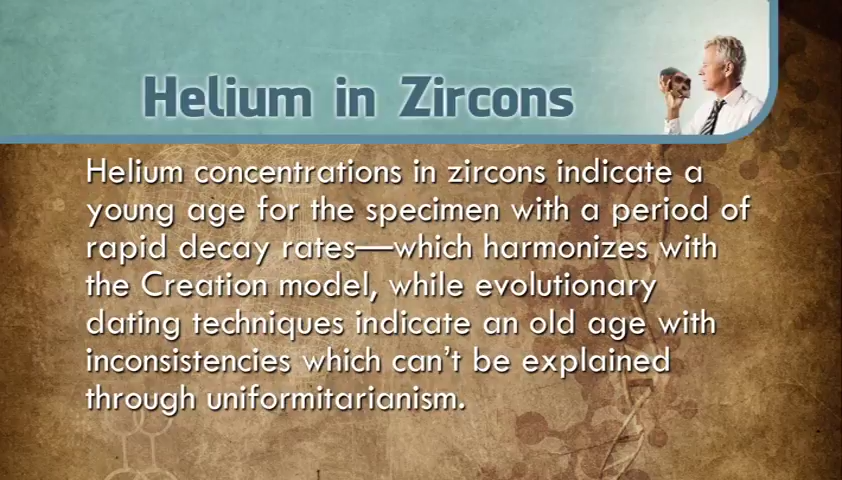 Helium in Zircons
Helium concentrations in zircons indicate a
young age for the specimen with a period of
rapid decay rates—which harmonizes with
the Creation model, while evolutionary
dating techniques indicate an old age with
inconsistencies which can't be explained
through uniformitarianism.